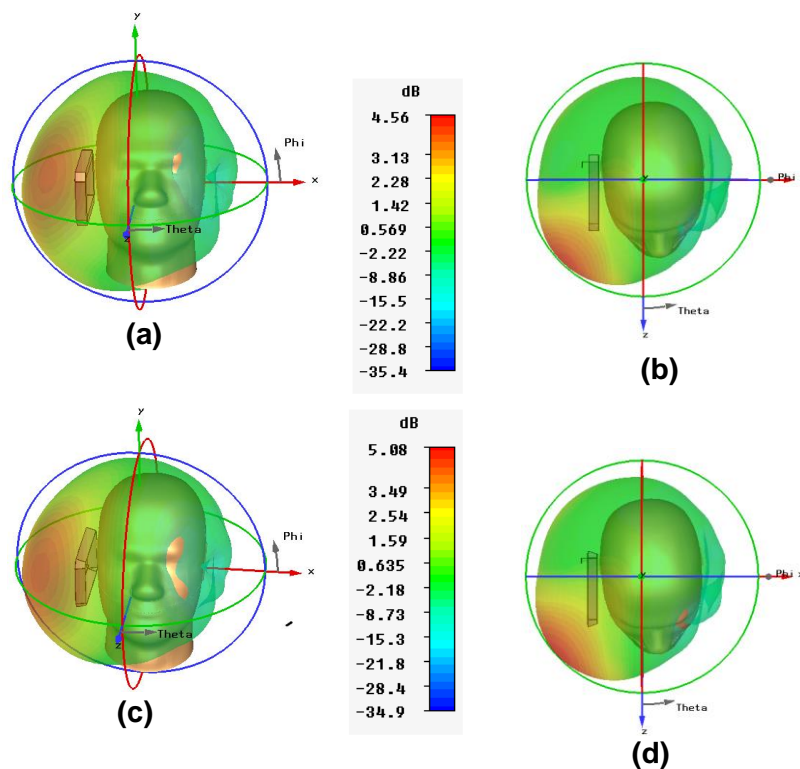 y
Phi
x
Theta
z
(a)
dB
4.56
3.13
2.28
1.42
0.569
-2.22
-8.86
-15.5
-22.2
-28.8
-35.4
Y
Phi
Theta
z
(b)
y
Phi
x
Theta
z
(c)
dB
5.08
3.49
2.54
1.59
0.635
-2.18
-8.73
-15.3
-21.8
-28.4
-34.9
Phi x
Theta
z
(d)